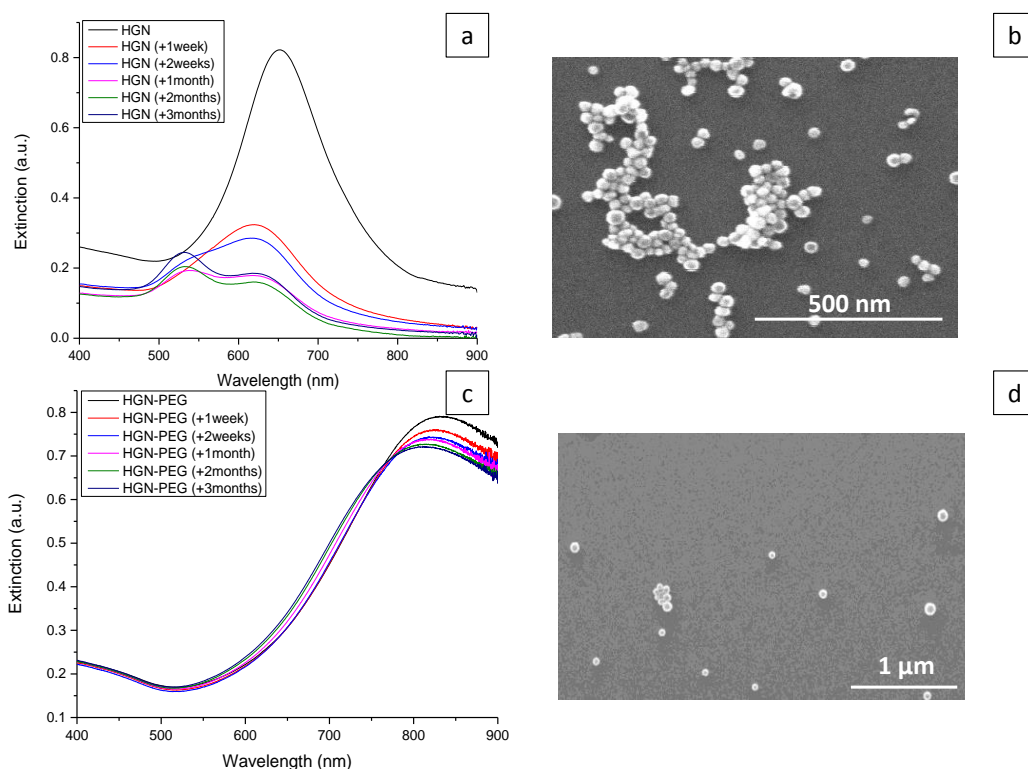 HGN
HGN (+1week)
HGN (+2weeks)
HGN (+1month)
HGN (+2months)
HGN (+3months)
a
0.8
0.6
0.4
0.2
0.0
Extinction (a.u.)
400
500
600
700
800
900
Wavelength (nm)
b
500 nm
HGN-PEG
HGN-PEG (+1week)
HGN-PEG (+2weeks)
HGN-PEG (+1month)
HGN-PEG (+2months)
HGN-PEG (+3months)
c
0.8
0.7
0.6
0.5
0.4
0.3
0.2
0.1
Extinction (a.u.)
400
500
600
700
800
900
Wavelength (nm)
d
1 μm